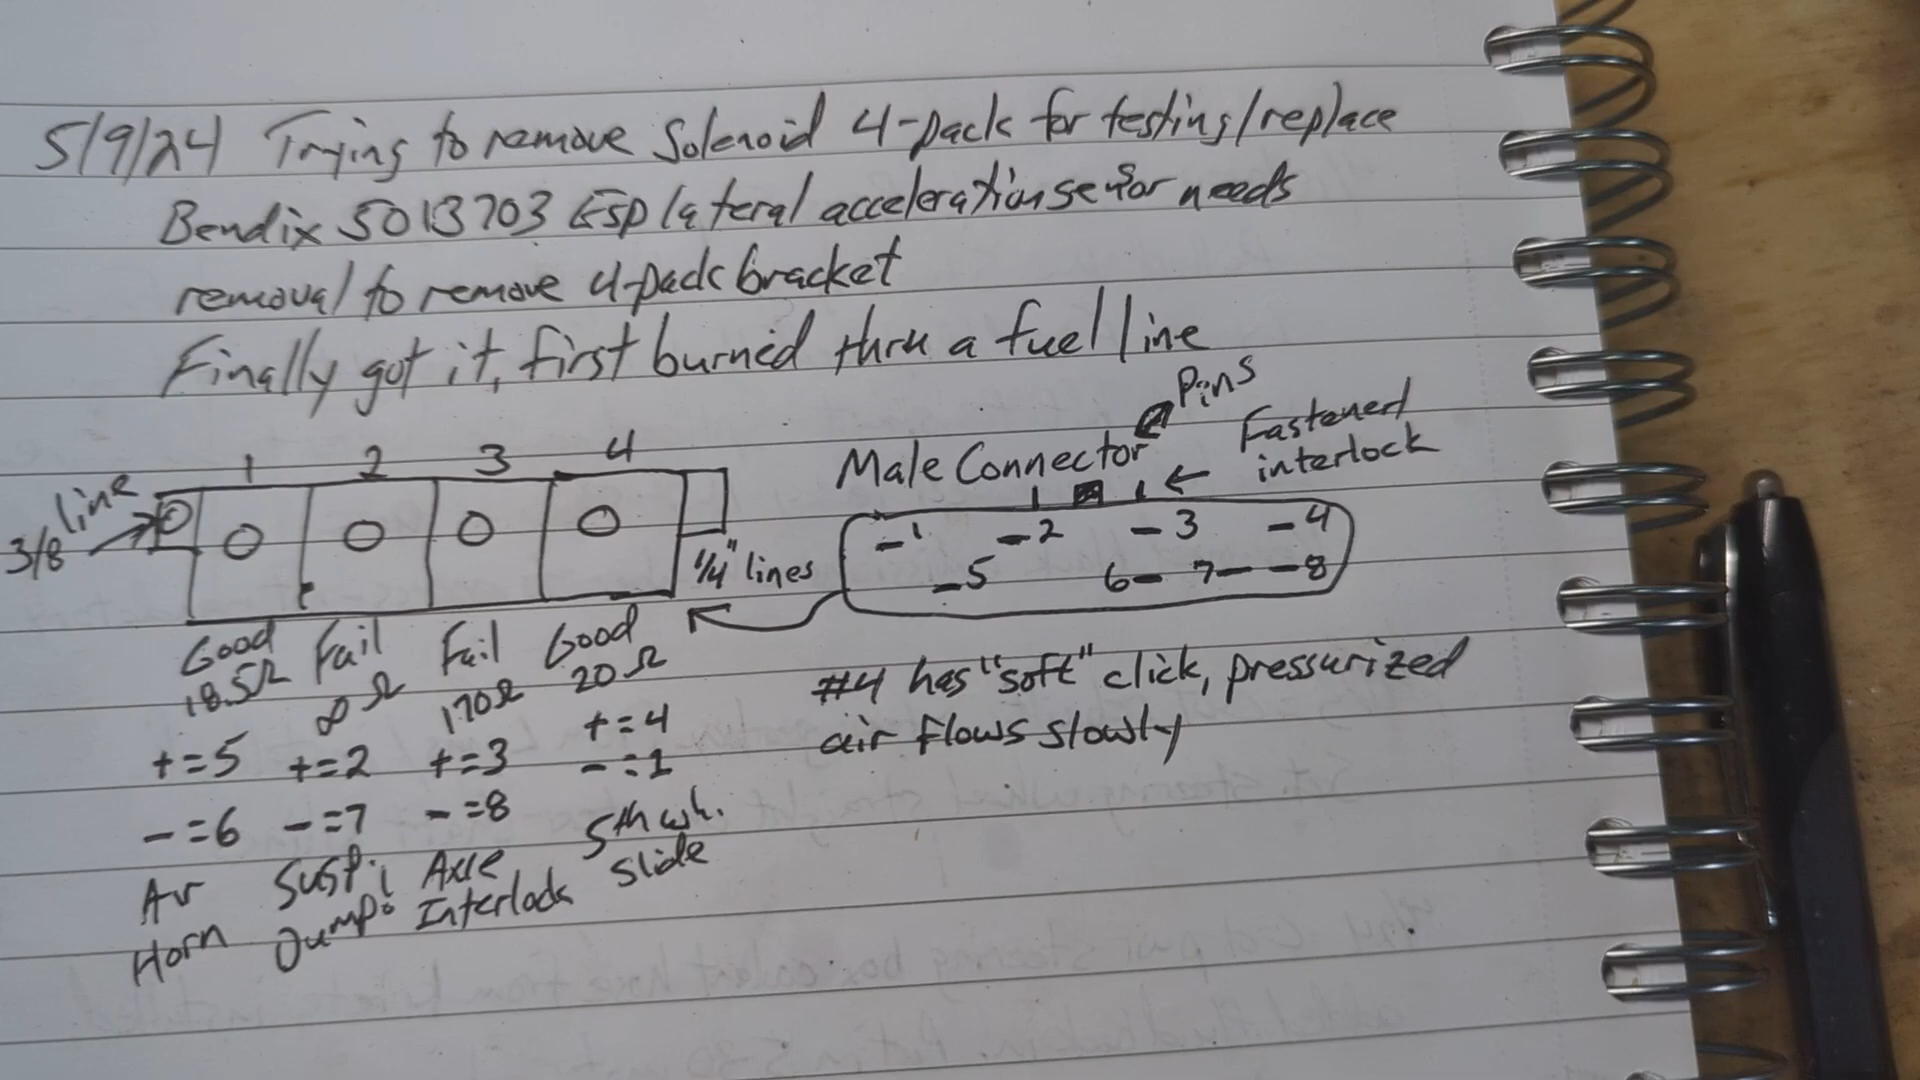 5/9/24 Trying to remove Solenoid 4-pack for testing/replace
Bendix 5013703 ESP lateral acceleration sensor needs
removal to remove 4-pack bracket
Finally got it, first burned thru a fuel line
1 2 3 4
3/8 line
1/4" lines
Good Fail Fail Good
18.5Ω ∞Ω 170Ω 20Ω
+=5 +=2 +=3 +=4
-=6 -=7 -=8 -=1
Air Horn
Susp. Dump
Axle Interlock
5th wh. Slide
Male Connector
Pins
Fastener/
interlock
-1 -2 -3 -4
-5 6- 7- -8
#4 has "soft" click, pressurized
air flows slowly